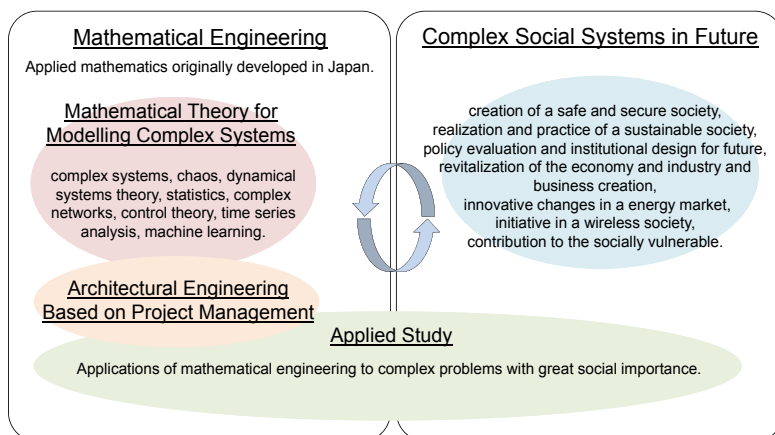 Mathematical Engineering
Applied mathematics originally developed in Japan.
Mathematical Theory for
Modelling Complex Systems
complex systems, chaos, dynamical
systems theory, statistics, complex
networks, control theory, time series
analysis, machine learning.
Architectural Engineering
Based on Project Management
Complex Social Systems in Future
creation of a safe and secure society,
realization and practice of a sustainable society,
policy evaluation and institutional design for future,
revitalization of the economy and industry and
business creation,
innovative changes in a energy market,
initiative in a wireless society,
contribution to the socially vulnerable.
Applied Study
Applications of mathematical engineering to complex problems with great social importance.